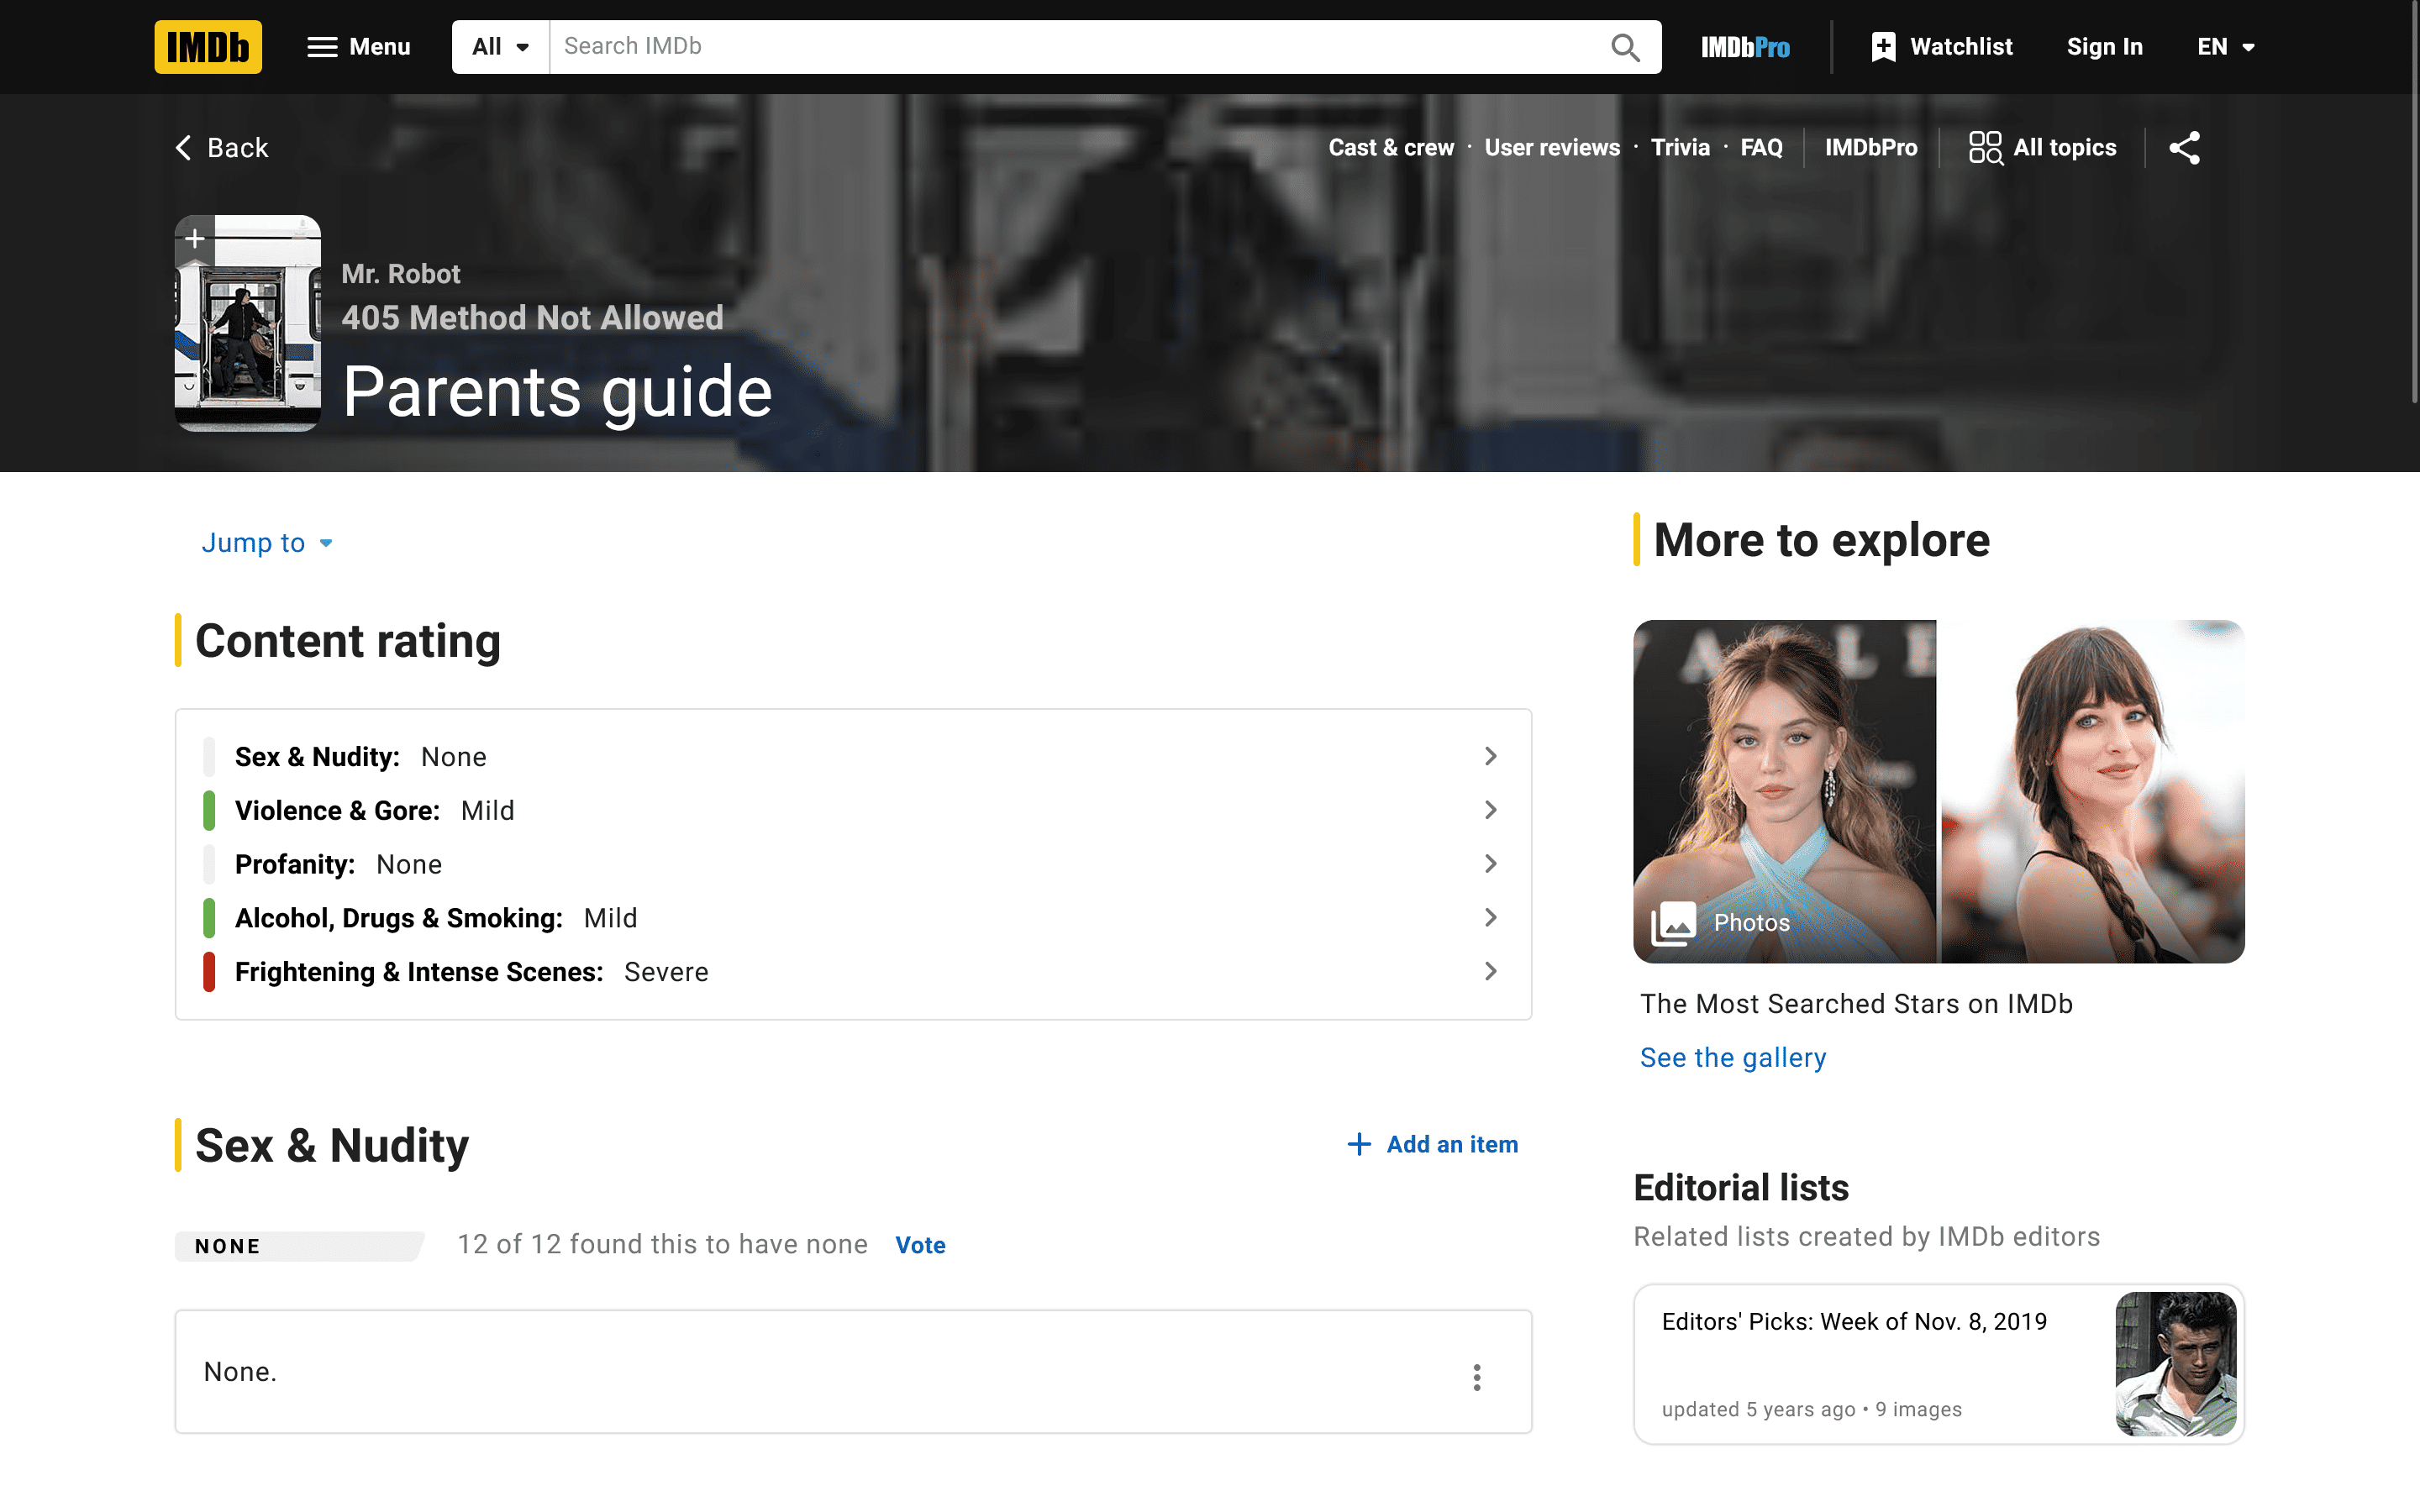 IMDb Menu All Search IMDb IMDbPro Watchlist Sign In EN
Back Cast & crew · User reviews · Trivia · FAQ IMDbPro All topics
Mr. Robot
405 Method Not Allowed
Parents guide
Jump to
Content rating
Sex & Nudity: None
Violence & Gore: Mild
Profanity: None
Alcohol, Drugs & Smoking: Mild
Frightening & Intense Scenes: Severe
Sex & Nudity
Add an item
NONE 12 of 12 found this to have none Vote
None.
More to explore
Photos
The Most Searched Stars on IMDb
See the gallery
Editorial lists
Related lists created by IMDb editors
Editors' Picks: Week of Nov. 8, 2019
updated 5 years ago • 9 images